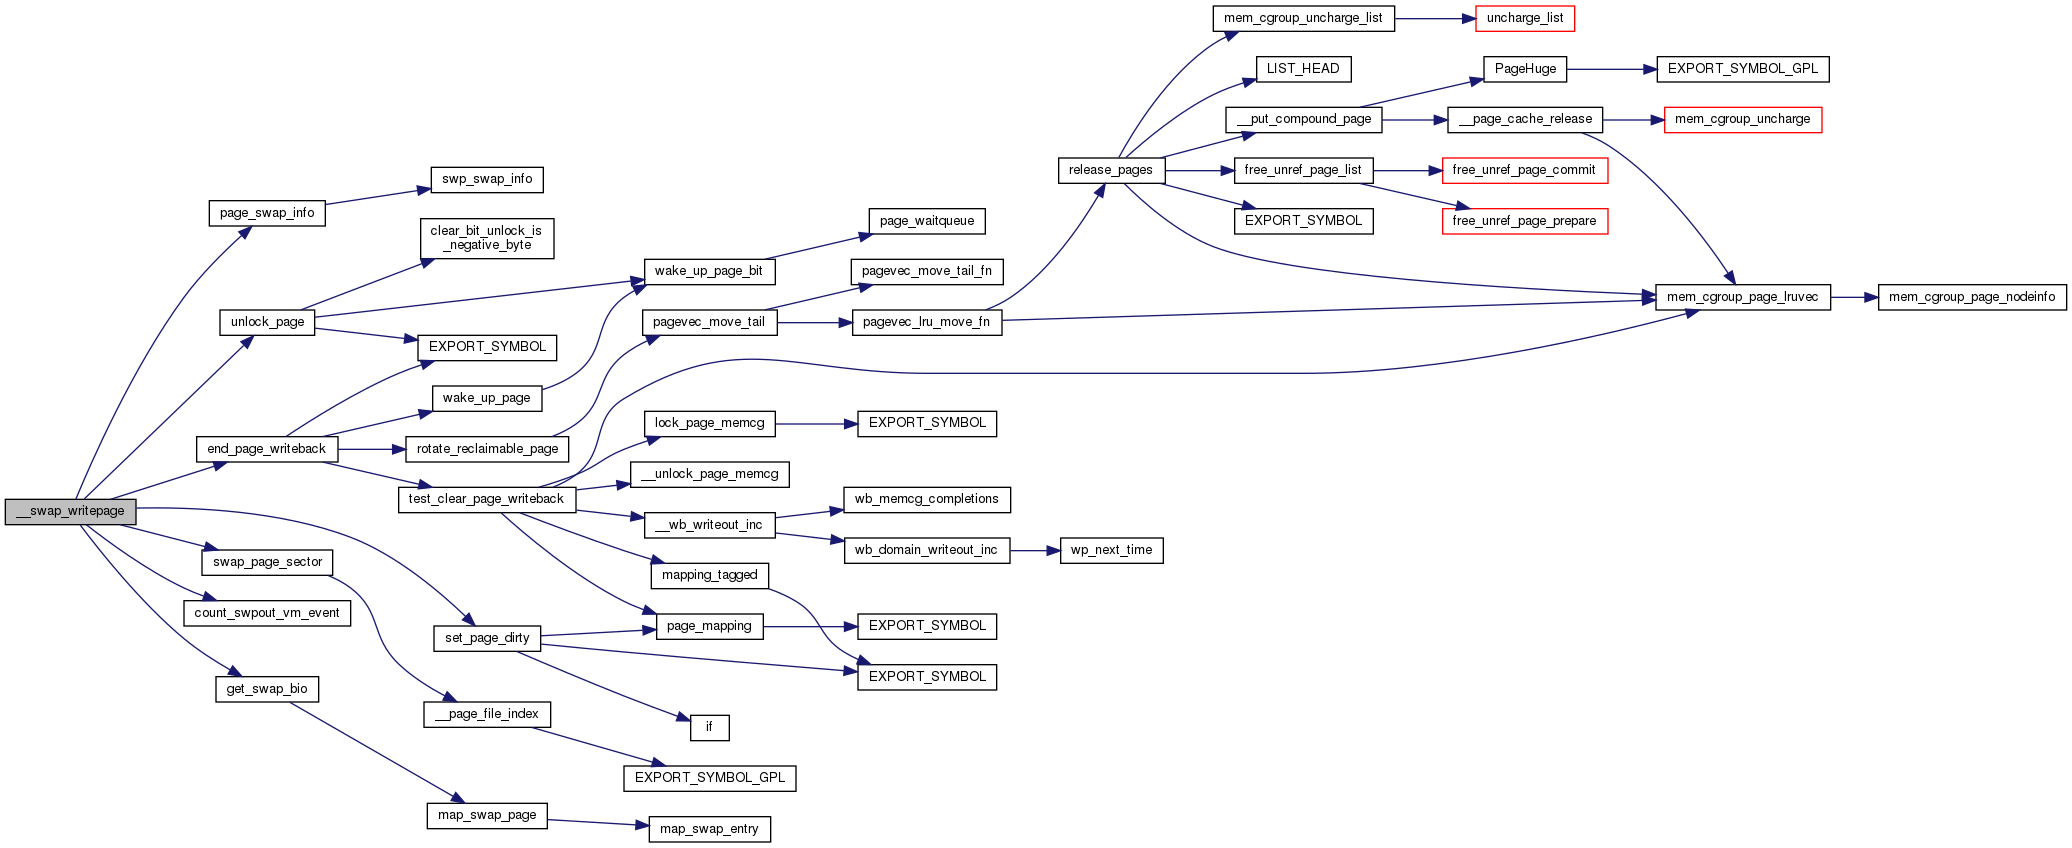 __swap_writepage
page_swap_info
swp_swap_info
unlock_page
clear_bit_unlock_is
_negative_byte
wake_up_page_bit
page_waitqueue
EXPORT_SYMBOL
end_page_writeback
wake_up_page
rotate_reclaimable_page
pagevec_move_tail
pagevec_move_tail_fn
pagevec_lru_move_fn
release_pages
mem_cgroup_uncharge_list
uncharge_list
LIST_HEAD
__put_compound_page
PageHuge
EXPORT_SYMBOL_GPL
__page_cache_release
mem_cgroup_uncharge
free_unref_page_list
free_unref_page_commit
free_unref_page_prepare
EXPORT_SYMBOL
mem_cgroup_page_lruvec
mem_cgroup_page_nodeinfo
test_clear_page_writeback
lock_page_memcg
EXPORT_SYMBOL
__unlock_page_memcg
__wb_writeout_inc
wb_memcg_completions
wb_domain_writeout_inc
wp_next_time
mapping_tagged
page_mapping
EXPORT_SYMBOL
EXPORT_SYMBOL
set_page_dirty
if
swap_page_sector
__page_file_index
EXPORT_SYMBOL_GPL
count_swpout_vm_event
get_swap_bio
map_swap_page
map_swap_entry